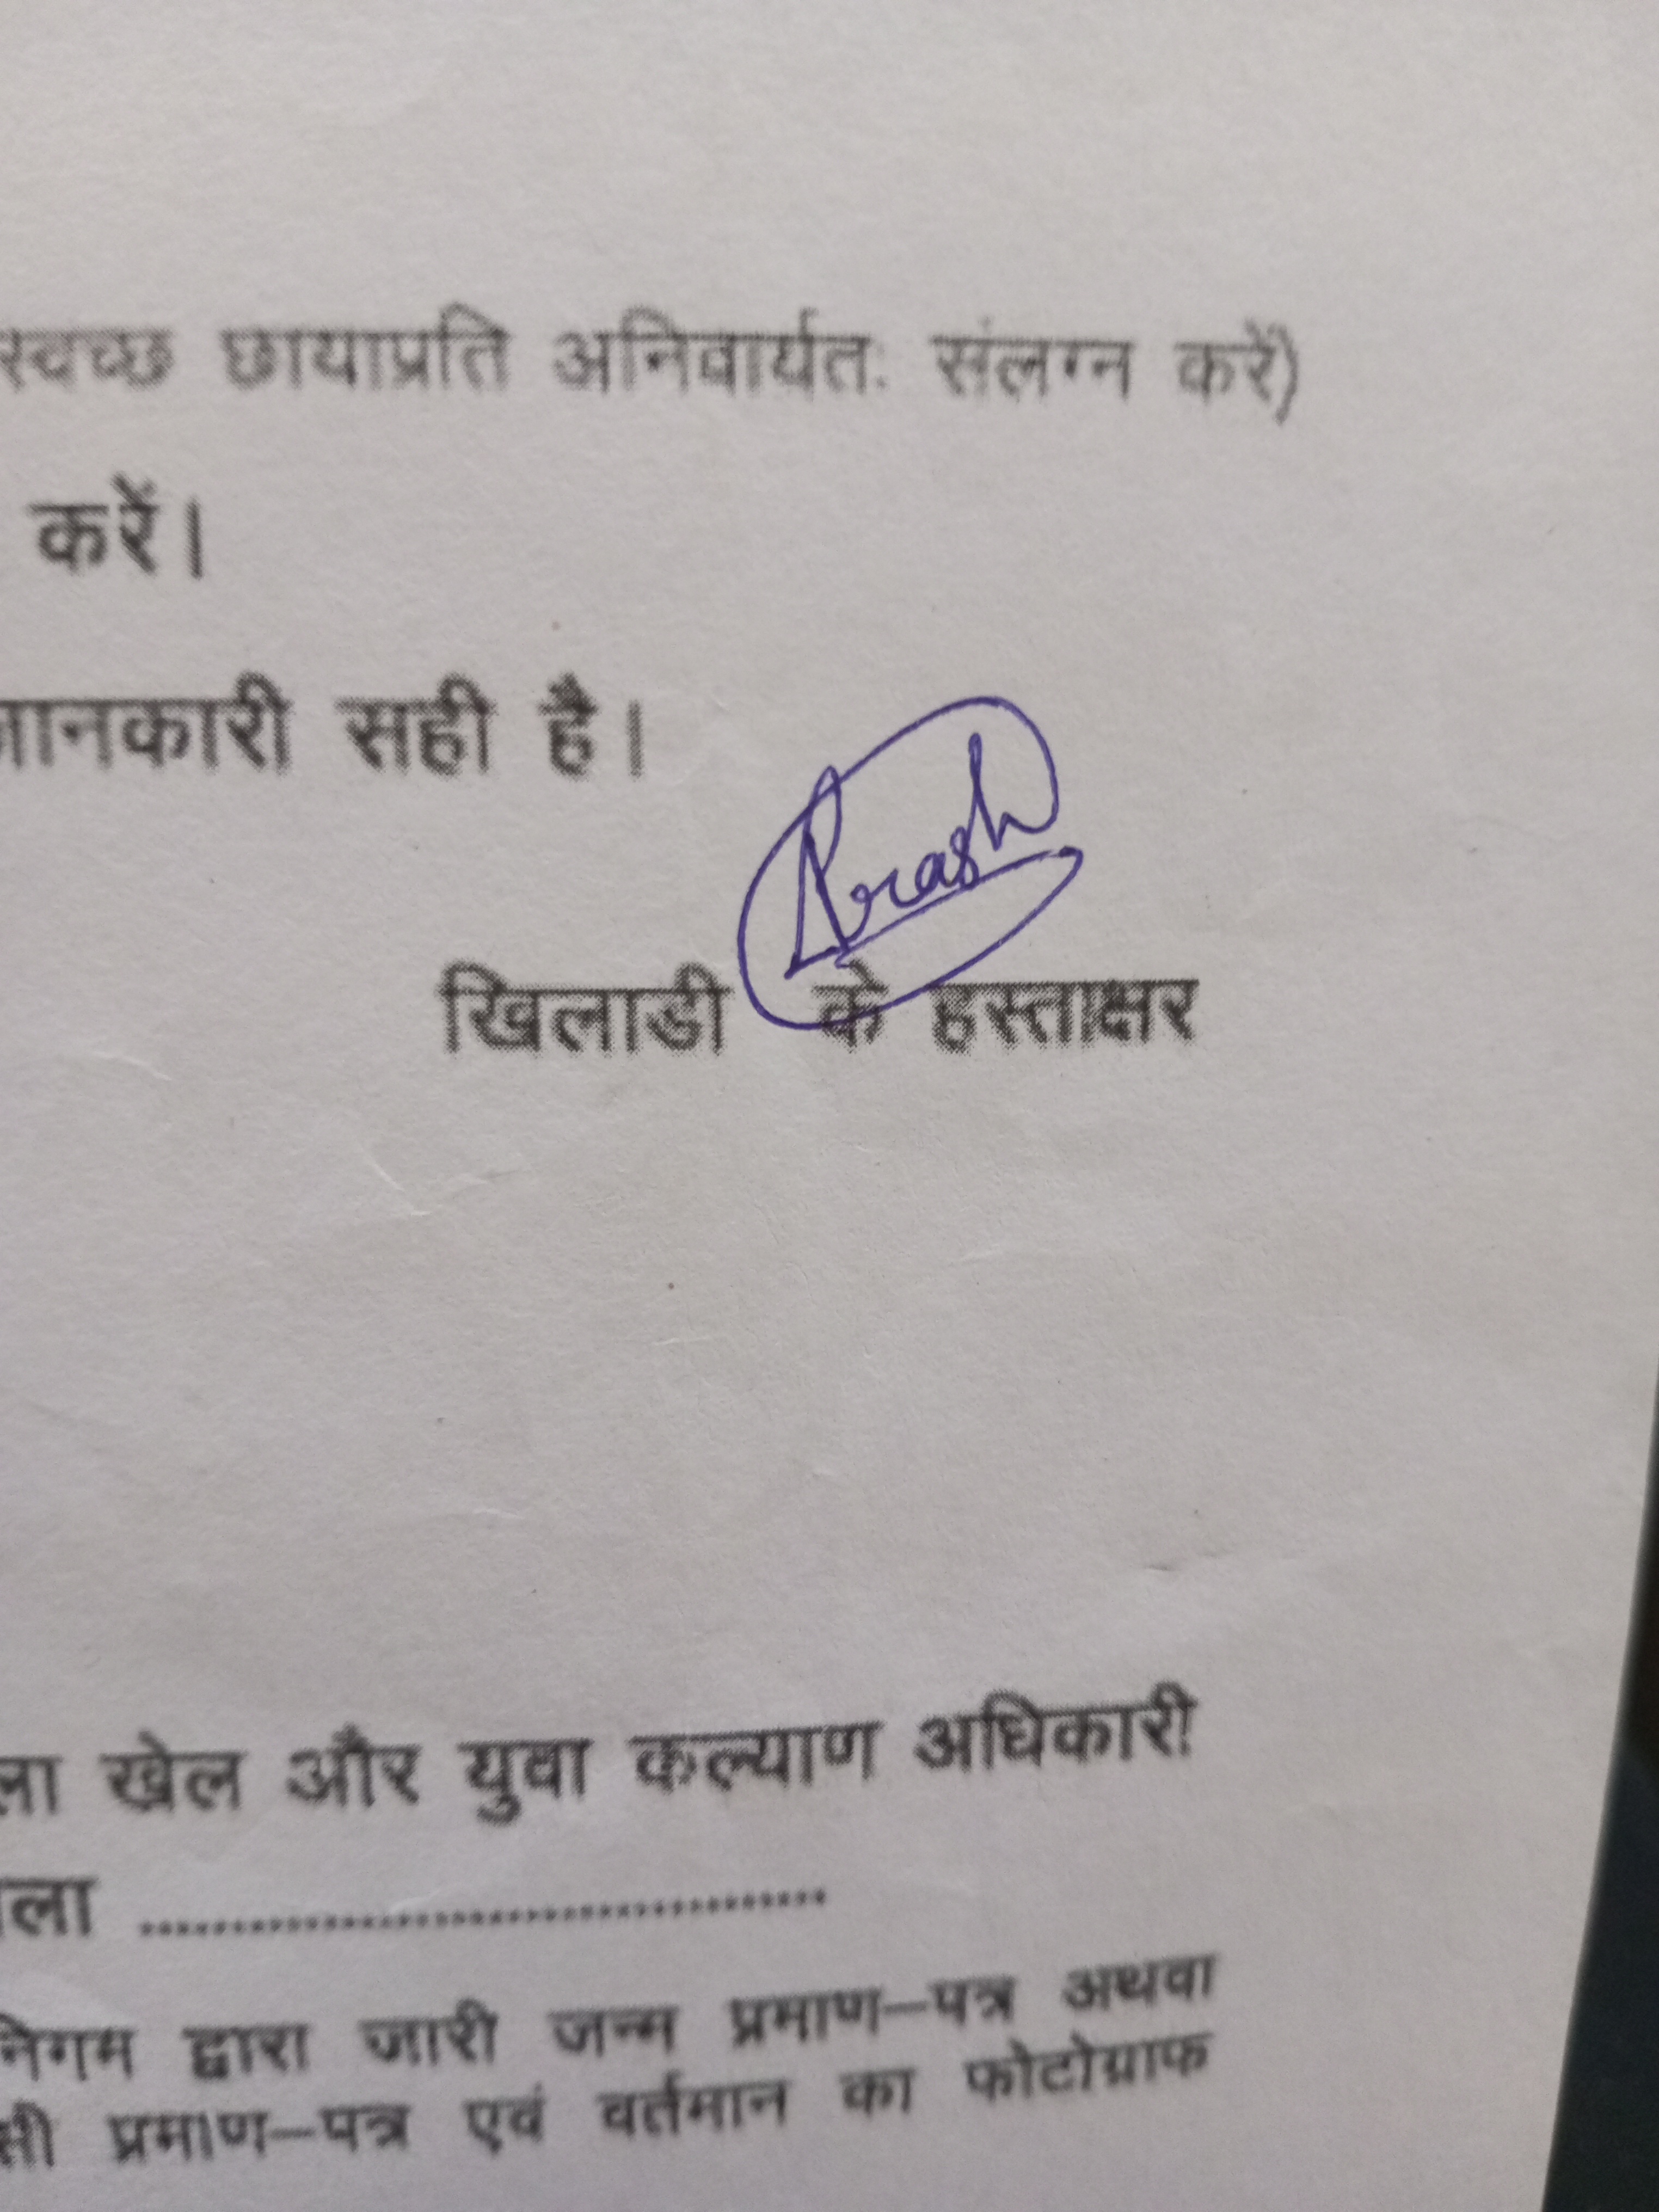 स्वच्छ छायाप्रति अनिवार्यतः संलग्न करें)
करें।
जानकारी सही है।
खिलाडी के हस्ताक्षर
ला खेल और युवा कल्याण अधिकारी
ला ........................................
निगम द्वारा जारी जन्म प्रमाण–पत्र अथवा
सी प्रमाण–पत्र एवं वर्तमान का फोटोग्राफ